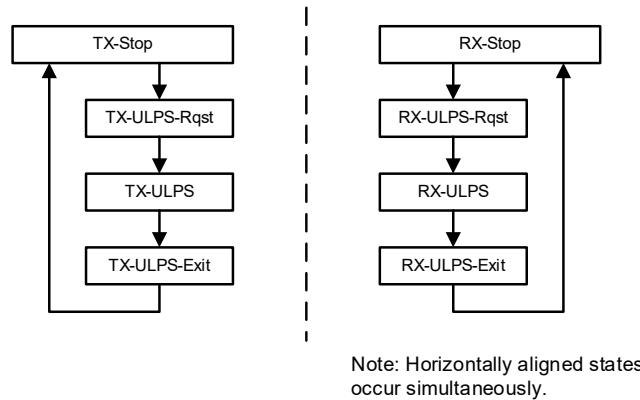 TX-Stop
RX-Stop
TX-ULPS-Rqst
RX-ULPS-Rqst
TX-ULPS
RX-ULPS
TX-ULPS-Exit
RX-ULPS-Exit
Note: Horizontally aligned states
occur simultaneously.